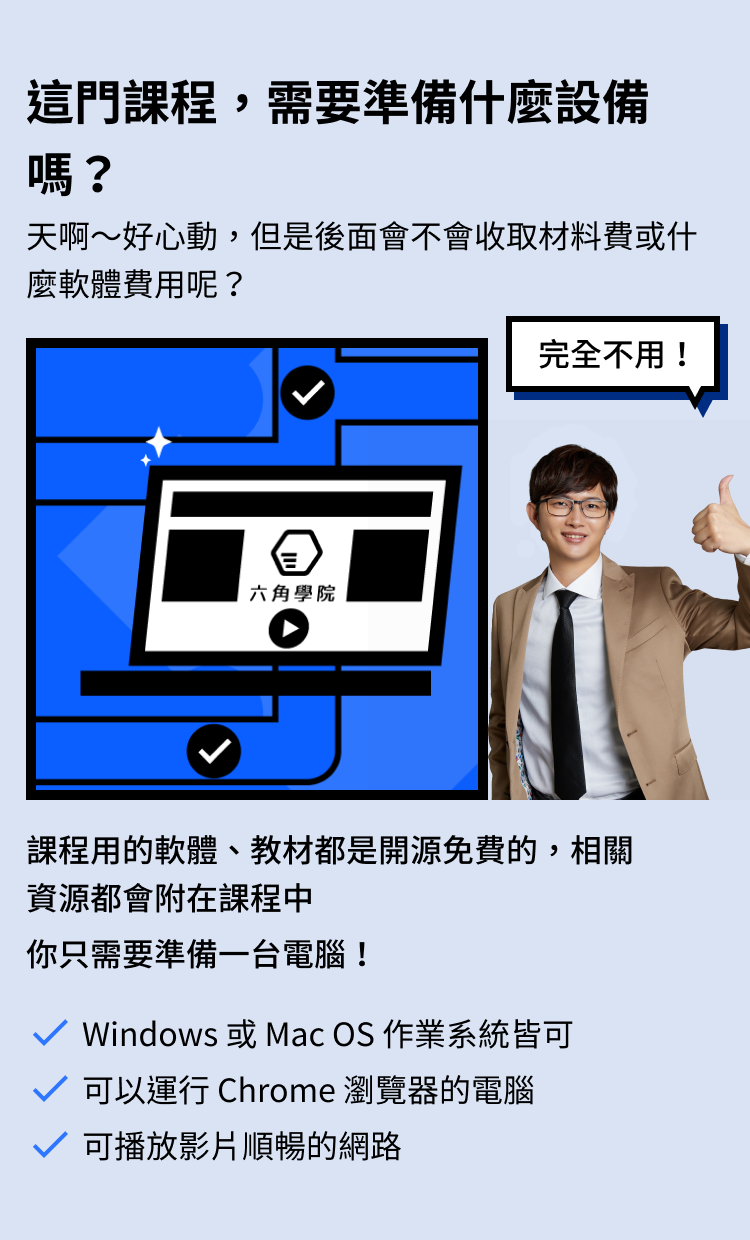 這門課程，需要準備什麼設備
嗎？
天啊～好心動，但是後面會不會收取材料費或什
麼軟體費用呢？
完全不用！
六角學院
課程用的軟體、教材都是開源免費的，相關
資源都會附在課程中
你只需要準備一台電腦！
Windows 或 Mac OS 作業系統皆可
可以運行 Chrome 瀏覽器的電腦
可播放影片順暢的網路